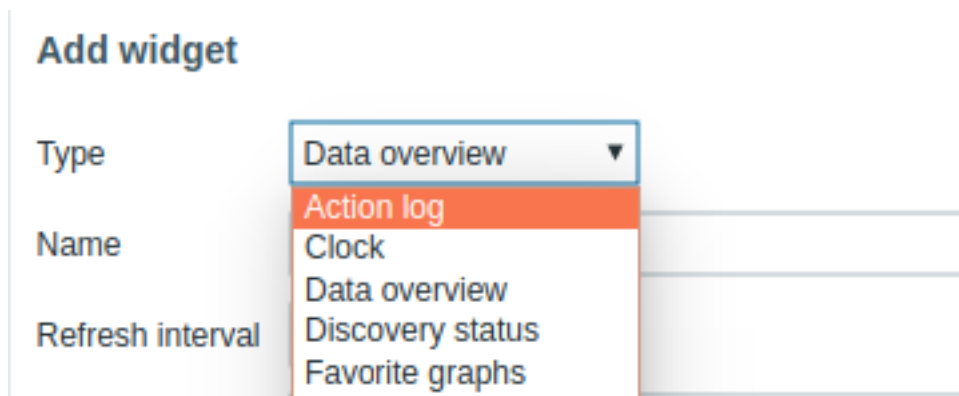 Add widget
Type
Data overview
Action log
Name
Clock
Data overview
Refresh interval
Discovery status
Favorite graphs